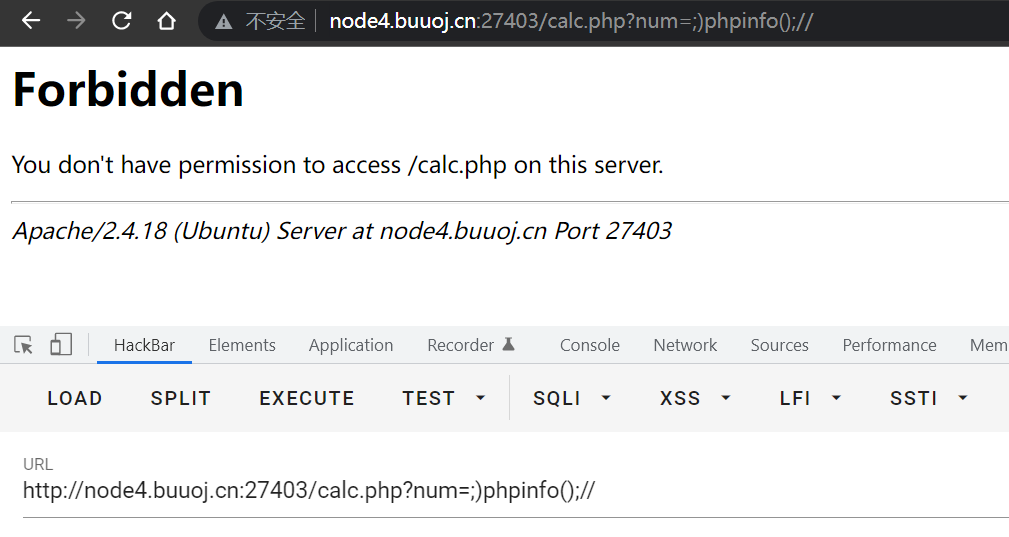 不安全 node4.buuoj.cn:27403/calc.php?num=;)phpinfo();//
Forbidden
You don't have permission to access /calc.php on this server.
Apache/2.4.18 (Ubuntu) Server at node4.buuoj.cn Port 27403
HackBar Elements Application Recorder Console Network Sources Performance Mem
LOAD SPLIT EXECUTE TEST SQLI XSS LFI SSTI
URL
http://node4.buuoj.cn:27403/calc.php?num=;)phpinfo();//